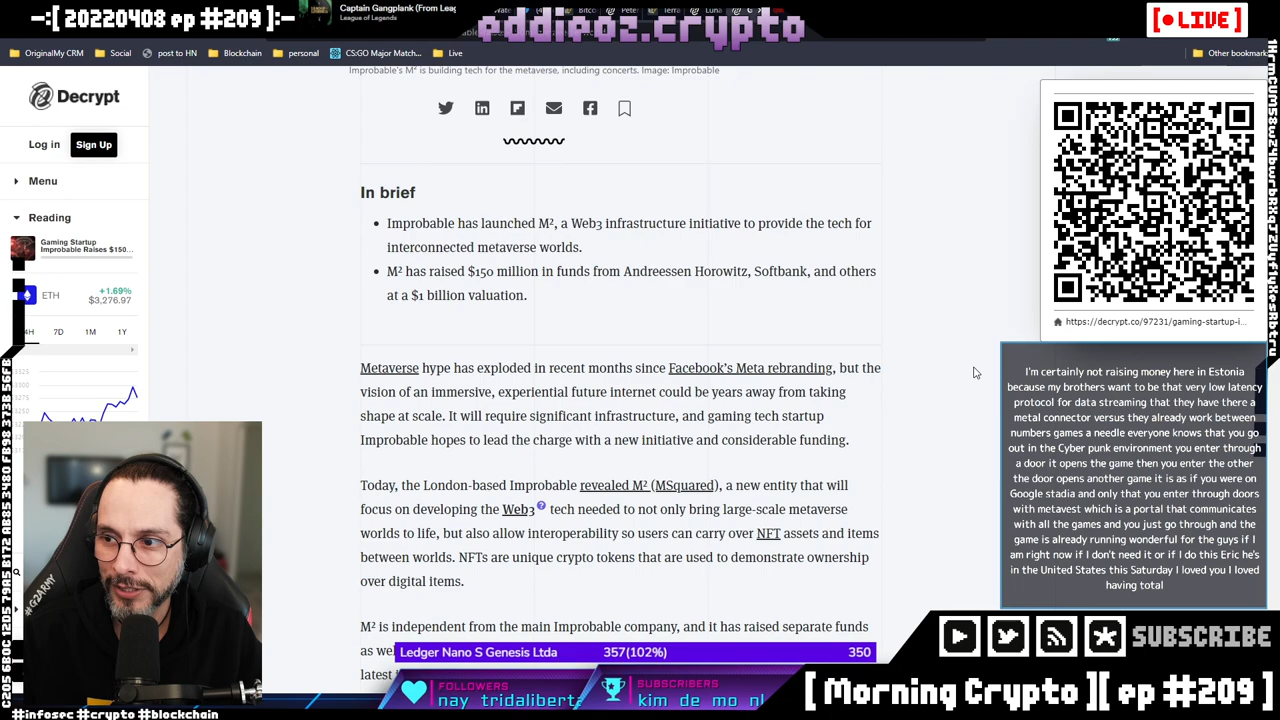 -:[ 20220408 ep #209 ]:-
Captain Gangplank (From Leag
League of Legends
eddieoz.crypto
[ • LIVE ]
OriginalMy CRM
Social
post to HN
Blockchain
personal
CS:GO Major Match...
Live
Other bookmark
Improbable's M² is building tech for the metaverse, including concerts. Image: Improbable
Decrypt
Log in
Sign Up
Menu
Reading
Gaming Startup
Improbable Raises $150...
ETH
+1.69%
$3,276.97
7D
1M
1Y
In brief
Improbable has launched M², a Web3 infrastructure initiative to provide the tech for
interconnected metaverse worlds.
M² has raised $150 million in funds from Andreessen Horowitz, Softbank, and others
at a $1 billion valuation.
Metaverse hype has exploded in recent months since Facebook's Meta rebranding, but the
vision of an immersive, experiential future internet could be years away from taking
shape at scale. It will require significant infrastructure, and gaming tech startup
Improbable hopes to lead the charge with a new initiative and considerable funding.
Today, the London-based Improbable revealed M² (MSquared), a new entity that will
focus on developing the Web3 tech needed to not only bring large-scale metaverse
worlds to life, but also allow interoperability so users can carry over NFT assets and items
between worlds. NFTs are unique crypto tokens that are used to demonstrate ownership
over digital items.
M² is independent from the main Improbable company, and it has raised separate funds
as wel
latest
https://decrypt.co/97231/gaming-startup-i...
I'm certainly not raising money here in Estonia
because my brothers want to be that very low latency
protocol for data streaming that they have there a
metal connector versus they already work between
numbers games a needle everyone knows that you go
out in the Cyber punk environment you enter through
a door it opens the game then you enter the other
the door opens another game it is as if you were on
Google stadia and only that you enter through doors
with metavest which is a portal that communicates
with all the games and you just go through and the
game is already running wonderful for the guys if I
am right now if I don't need it or if I do this Eric he's
in the United States this Saturday I loved you I loved
having total
#G2ARMY
Ledger Nano S Genesis Ltda
357(102%)
350
FOLLOWERS
nay tridaliberta
SUBSCRIBERS
kim de mo nl
SUBSCRIBE
[ Morning Crypto ][ ep #209 ]
#infosec #crypto #blockchain